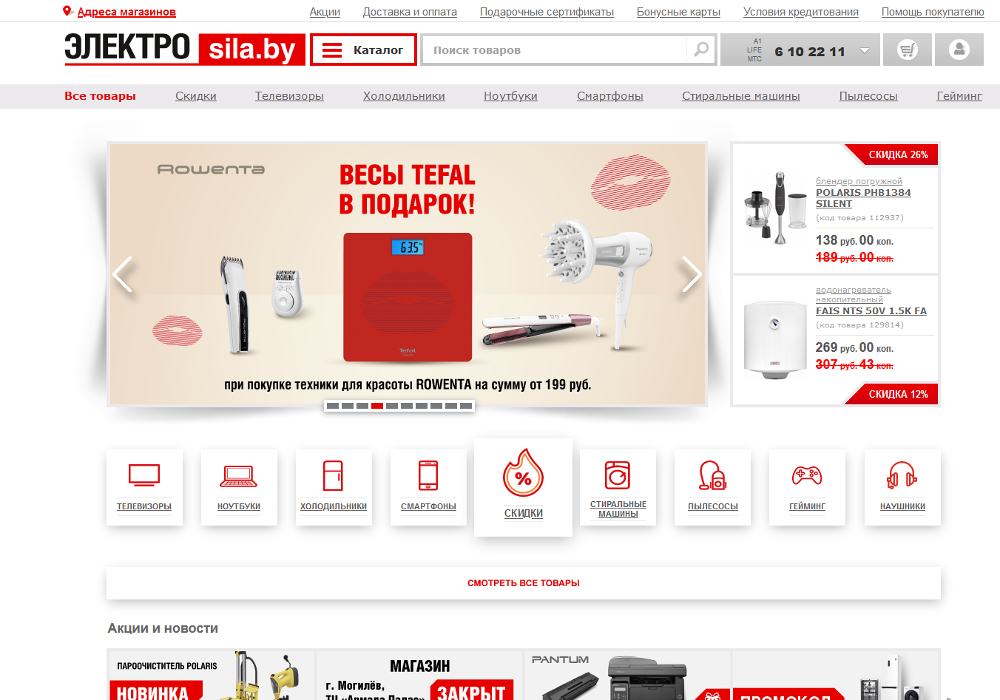 Адреса магазинов
Акции
Доставка и оплата
Подарочные сертификаты
Бонусные карты
Условия кредитования
Помощь покупателю
ЭЛЕКТРО sila.by
Каталог
Поиск товаров
A1
LIFE
МТС
6 10 22 11
Все товары
Скидки
Телевизоры
Холодильники
Ноутбуки
Смартфоны
Стиральные машины
Пылесосы
Гейминг
Rowenta
ВЕСЫ TEFAL
В ПОДАРОК!
63.5
Tefal
при покупке техники для красоты ROWENTA на сумму от 199 руб.
СКИДКА 26%
блендер погружной
POLARIS PHB1384
SILENT
(код товара 112937)
138 руб. 00 коп.
189 руб. 00 коп.
водонагреватель
накопительный
FAIS NTS 50V 1.5K FA
(код товара 129814)
269 руб. 00 коп.
307 руб. 43 коп.
СКИДКА 12%
ТЕЛЕВИЗОРЫ
НОУТБУКИ
ХОЛОДИЛЬНИКИ
СМАРТФОНЫ
%
СКИДКИ
СТИРАЛЬНЫЕ
МАШИНЫ
ПЫЛЕСОСЫ
ГЕЙМИНГ
НАУШНИКИ
СМОТРЕТЬ ВСЕ ТОВАРЫ
Акции и новости
ПАРООЧИСТИТЕЛЬ POLARIS
НОВИНКА
МАГАЗИН
г. Могилёв,
ТЦ «Армада Палас»
ЗАКРЫТ
PANTUM
ПРОМОКОД